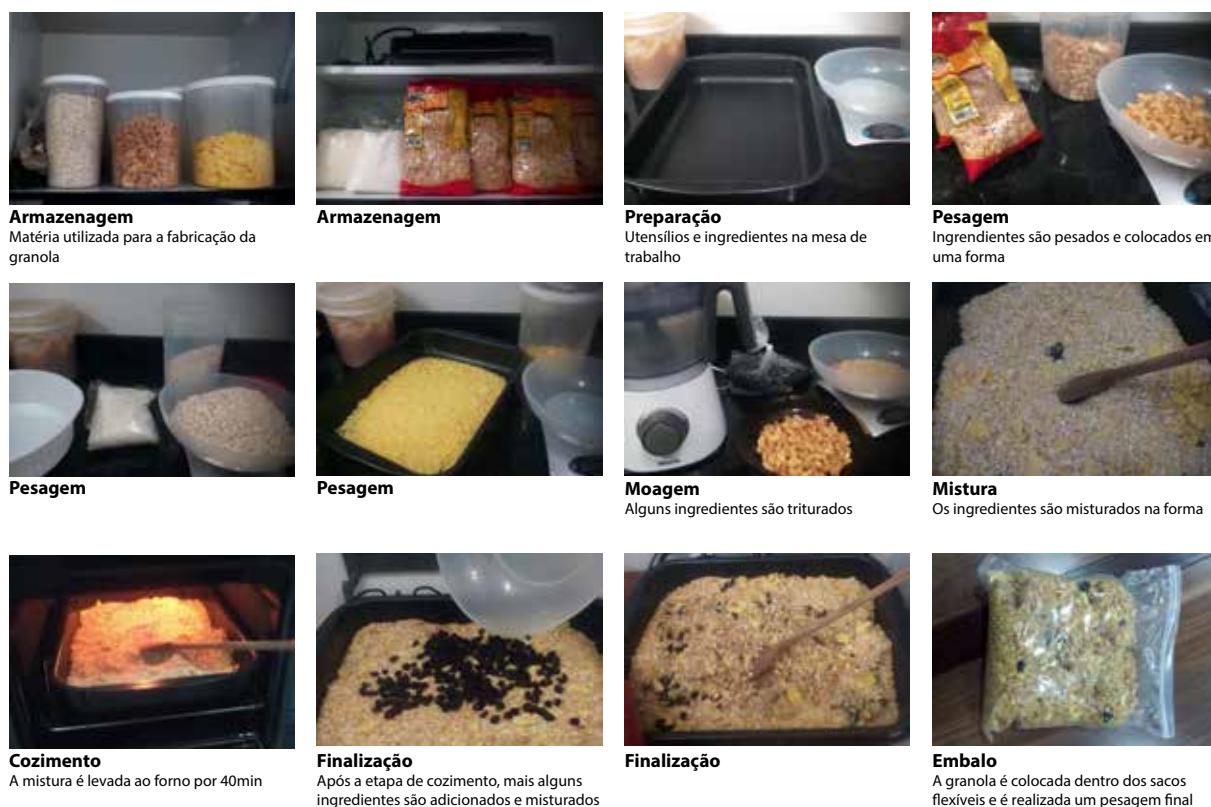 Armazenagem
Matéria utilizada para a fabricação da
granola
Armazenagem
Preparação
Utensílios e ingredientes na mesa de
trabalho
Pesagem
Ingrendientes são pesados e colocados em
uma forma
Pesagem
Pesagem
Moagem
Alguns ingredientes são triturados
Mistura
Os ingredientes são misturados na forma
Cozimento
A mistura é levada ao forno por 40min
Finalização
Após a etapa de cozimento, mais alguns
ingredientes são adicionados e misturados
Finalização
Embalo
A granola é colocada dentro dos sacos
flexíveis e é realizada um pesagem final